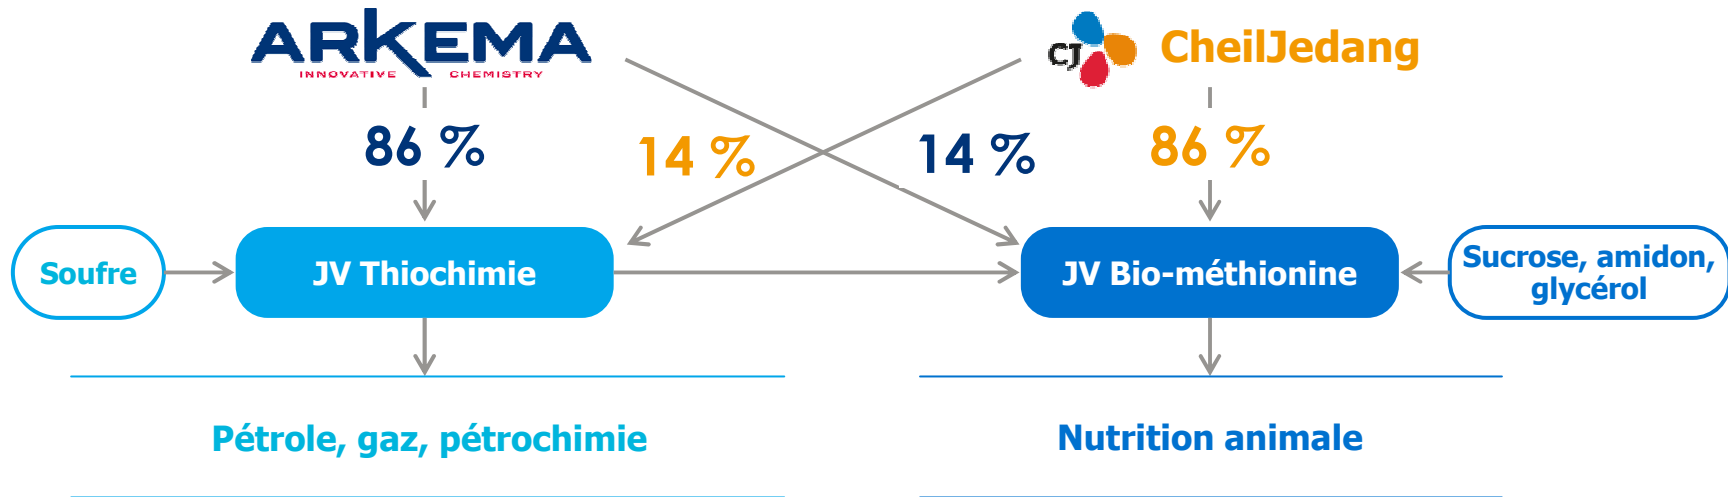 ARKEMA
INNOVATIVE CHEMISTRY
CJ CheilJedang
86 %
14 %
14 %
86 %
Soufre
JV Thiochimie
JV Bio-méthionine
Sucrose, amidon,
glycérol
Pétrole, gaz, pétrochimie
Nutrition animale